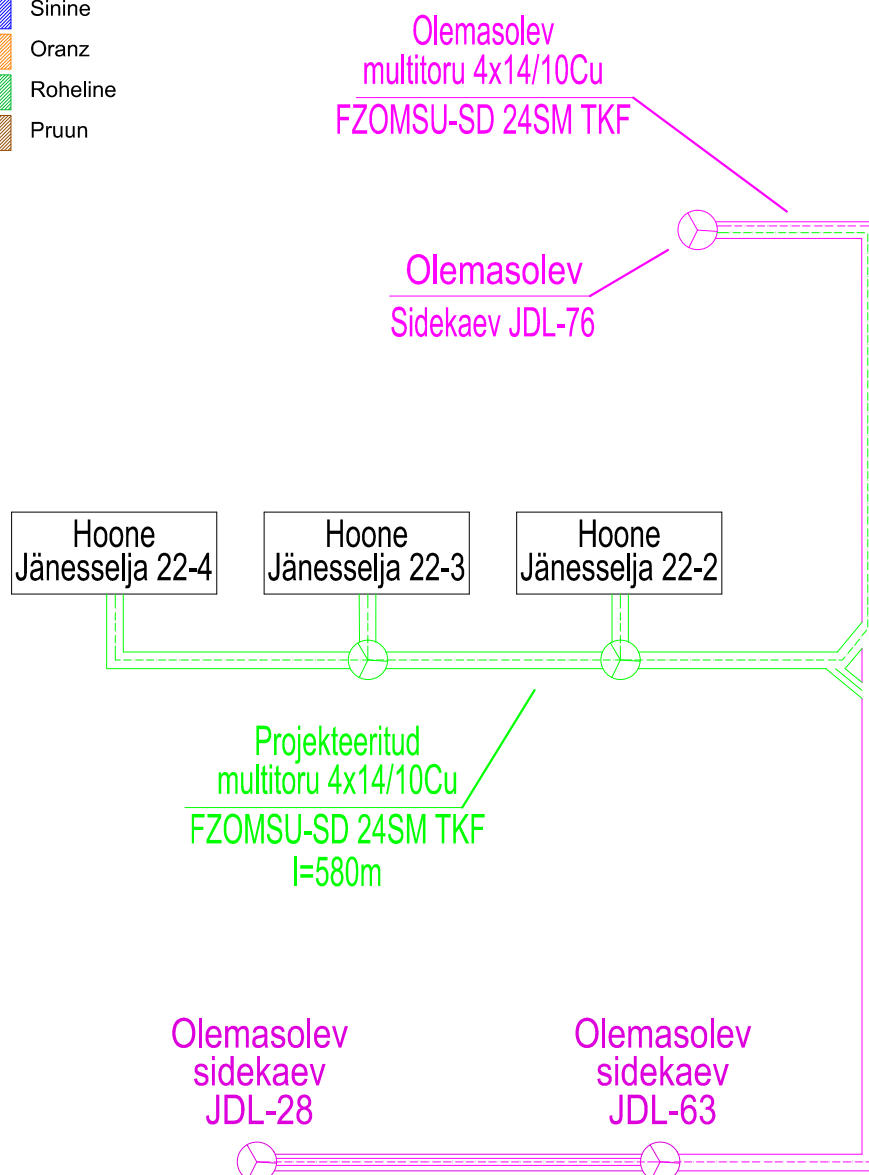 Sinine
Oranz
Roheline
Pruun
Olemasolev
multitoru 4x14/10Cu
FZOMSU-SD 24SM TKF
Olemasolev
Sidekaev JDL-76
Hoone
Jänesselja 22-4
Hoone
Jänesselja 22-3
Hoone
Jänesselja 22-2
Projekteeritud
multitoru 4x14/10Cu
FZOMSU-SD 24SM TKF
l=580m
Olemasolev
sidekaev
JDL-28
Olemasolev
sidekaev
JDL-63